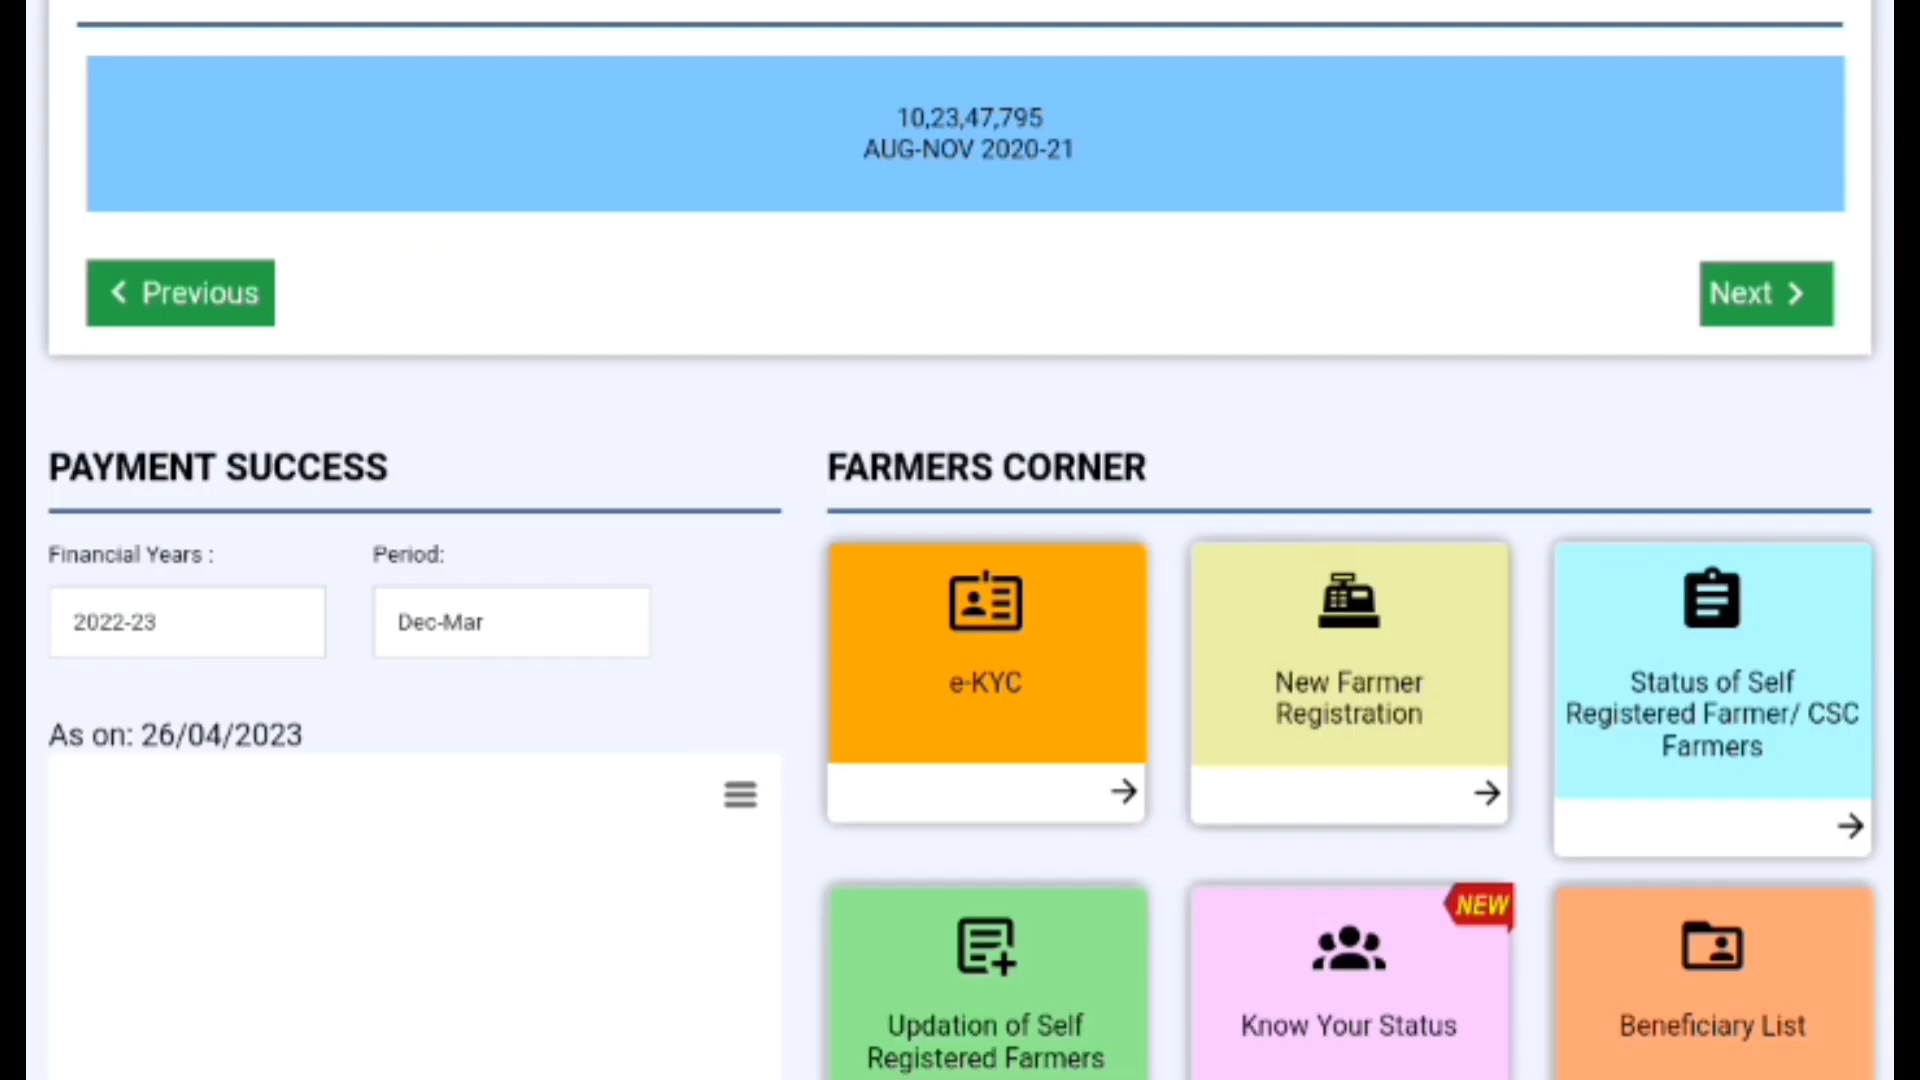 10,23,47,795
AUG-NOV 2020-21
Previous
Next
PAYMENT SUCCESS
Financial Years :
Period:
2022-23
Dec-Mar
As on: 26/04/2023
FARMERS CORNER
e-KYC
New Farmer
Registration
Status of Self
Registered Farmer/ CSC
Farmers
Updation of Self
Registered Farmers
NEW
Know Your Status
Beneficiary List